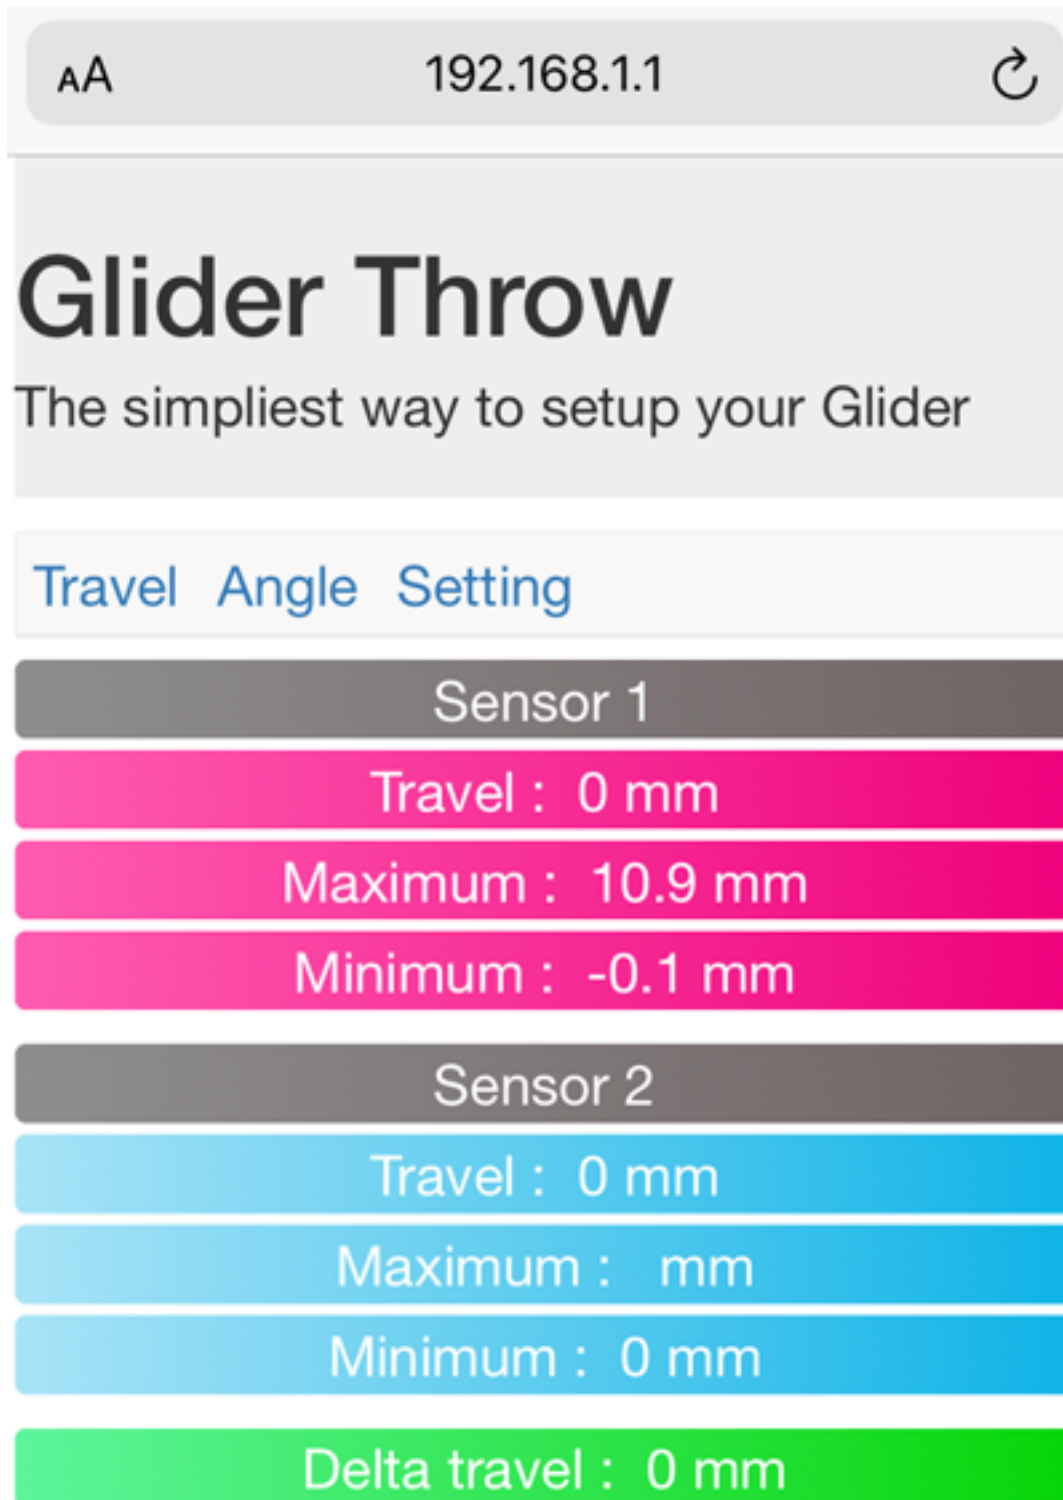 AA 192.168.1.1
Glider Throw
The simpliest way to setup your Glider
Travel Angle Setting
Sensor 1
Travel : 0 mm
Maximum : 10.9 mm
Minimum : -0.1 mm
Sensor 2
Travel : 0 mm
Maximum : mm
Minimum : 0 mm
Delta travel : 0 mm